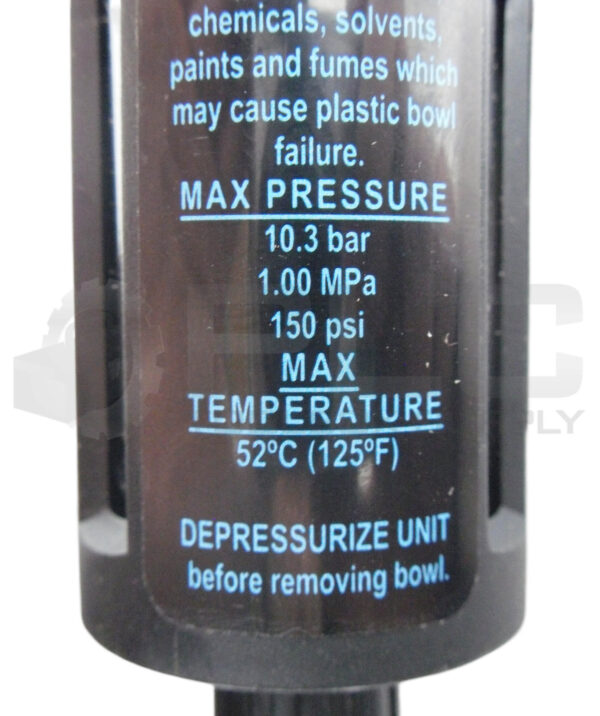 chemicals, solvents,
paints and fumes which
may cause plastic bowl
failure.
MAX PRESSURE
10.3 bar
1.00 MPa
150 psi
MAX
TEMPERATURE
52ºC (125ºF)
DEPRESSURIZE UNIT
before removing bowl.